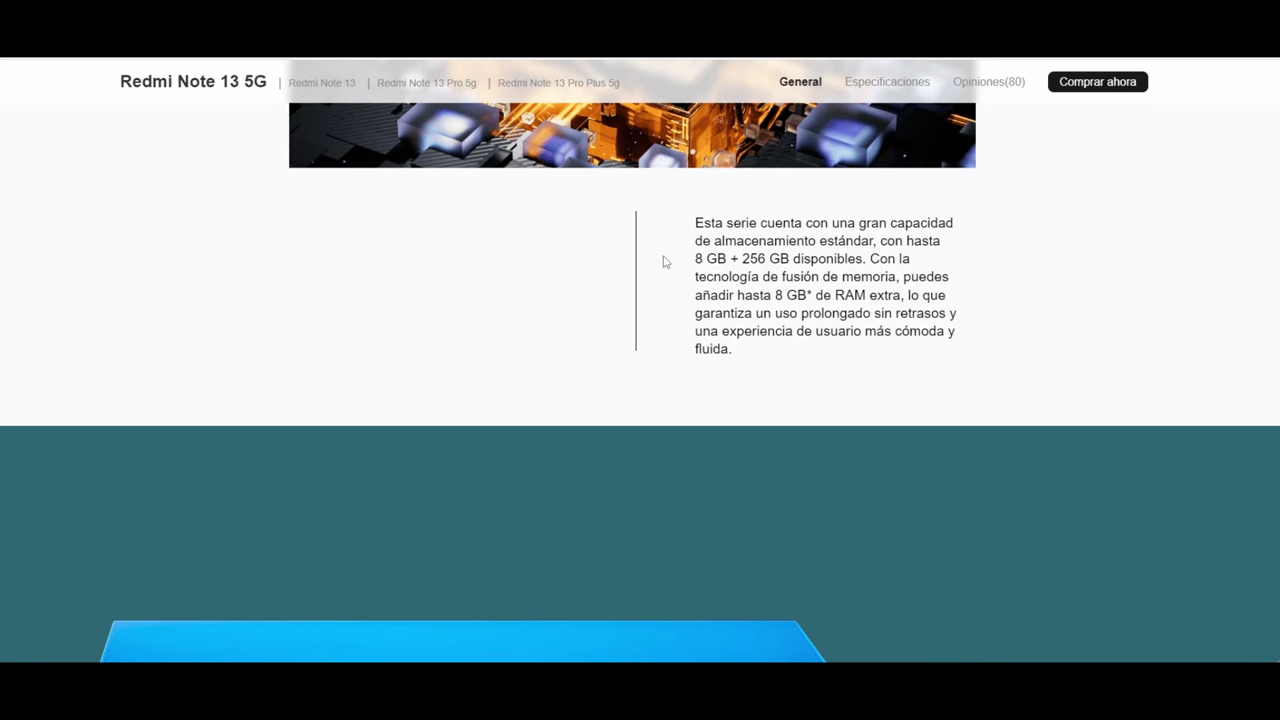 Redmi Note 13 5G | Redmi Note 13 | Redmi Note 13 Pro 5g | Redmi Note 13 Pro Plus 5g General Especificaciones Opiniones(80) Comprar ahora
Esta serie cuenta con una gran capacidad
de almacenamiento estándar, con hasta
8 GB + 256 GB disponibles. Con la
tecnología de fusión de memoria, puedes
añadir hasta 8 GB* de RAM extra, lo que
garantiza un uso prolongado sin retrasos y
una experiencia de usuario más cómoda y
fluida.